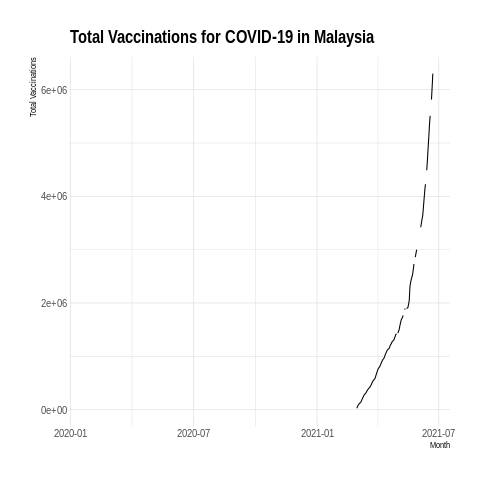 Total Vaccinations for COVID-19 in Malaysia
Total Vaccinations
6e+06
4e+06
2e+06
0e+00
2020-01
2020-07
2021-01
2021-07
Month